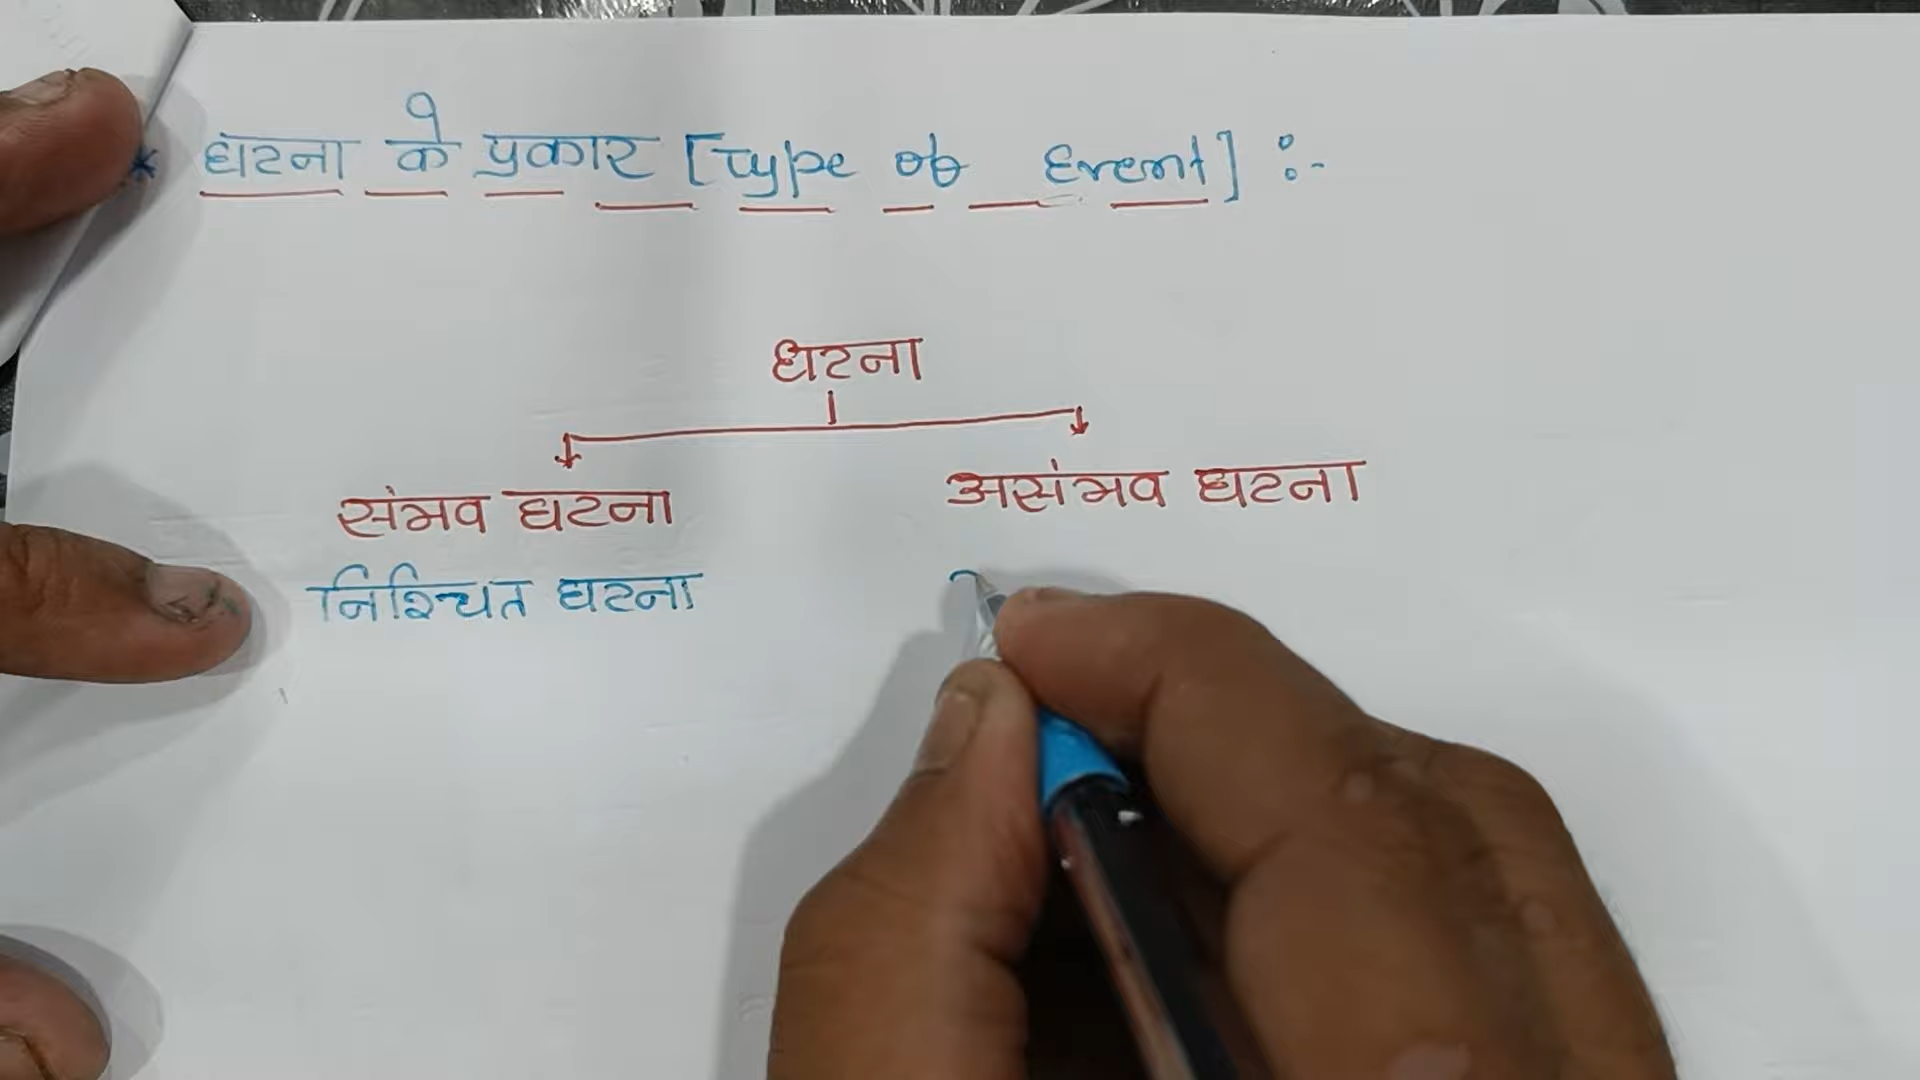 * घटना के प्रकार [Type of Event] :-
घटना
संभव घटना असंभव घटना
निश्चित घटना